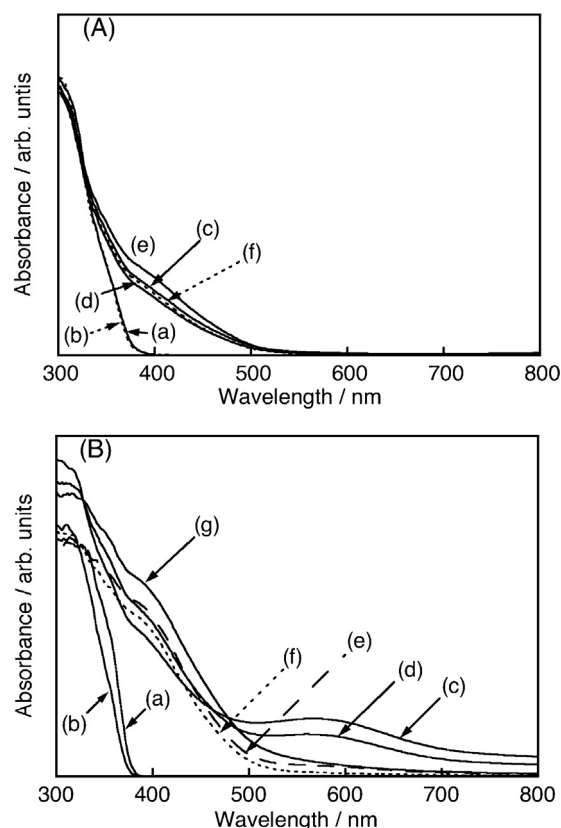 (A)
Absorbance / arb. untis
(e)
(c)
(f)
(d)
(b)
(a)
300 400 500 600 700 800
Wavelength / nm
(B)
Absorbance / arb. units
(g)
(e)
(f)
(d)
(c)
(b)
(a)
300 400 500 600 700 800
Wavelength / nm